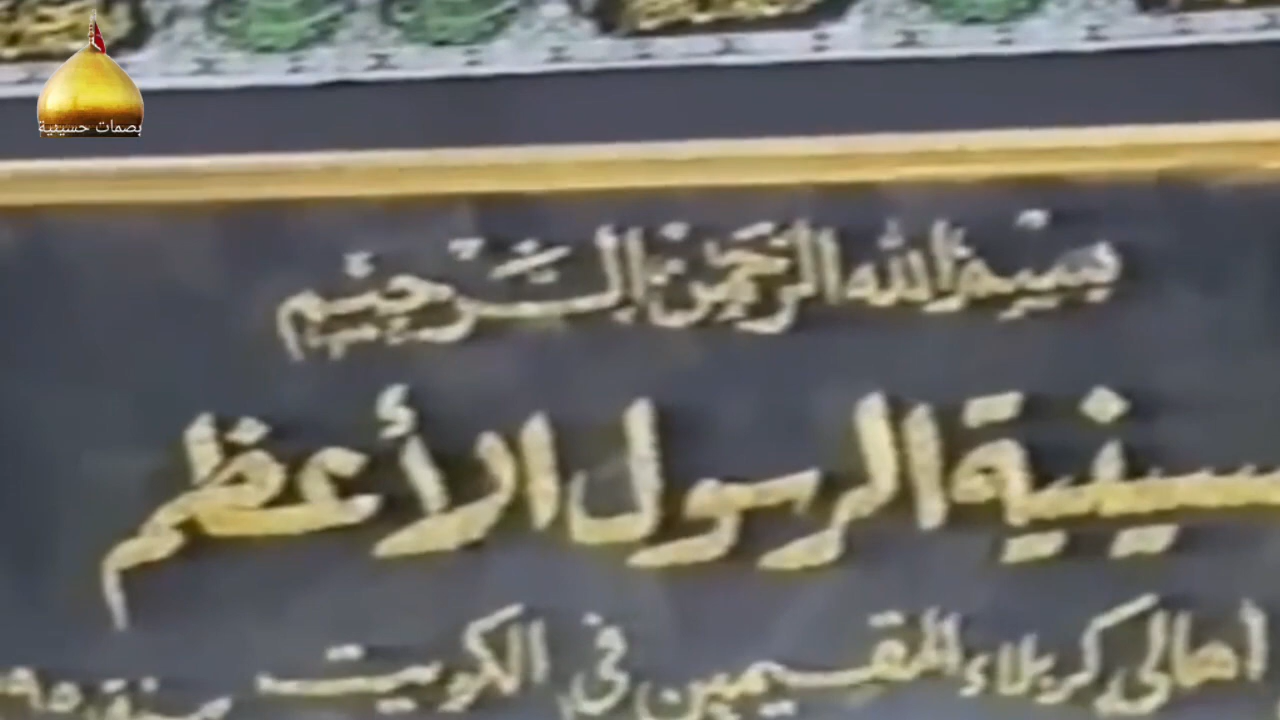 بصمات حسينية
بسم الله الرحمن الرحيم
سينية الرسول الأعظم
أهالي كربلاء المقيمين في الكويت